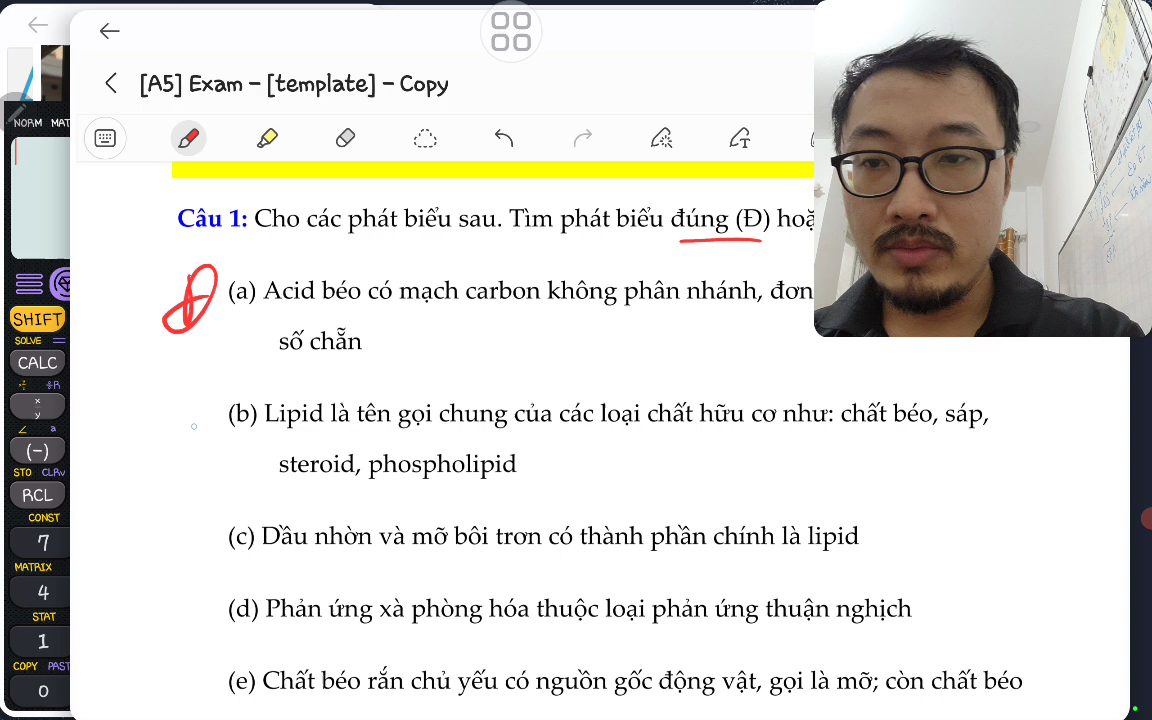 [A5] Exam – [template] – Copy
NORM MAT
Câu 1: Cho các phát biểu sau. Tìm phát biểu đúng (Đ) hoặ
(a) Acid béo có mạch carbon không phân nhánh, đơn
số chẵn
(b) Lipid là tên gọi chung của các loại chất hữu cơ như: chất béo, sáp,
steroid, phospholipid
(c) Dầu nhờn và mỡ bôi trơn có thành phần chính là lipid
(d) Phản ứng xà phòng hóa thuộc loại phản ứng thuận nghịch
(e) Chất béo rắn chủ yếu có nguồn gốc động vật, gọi là mỡ; còn chất béo
SHIFT
SOLVE =
CALC
÷R
x
y
∠ a
(−)
STO CLRv
RCL
CONST
7
MATRIX
4
STAT
1
COPY PAST
0